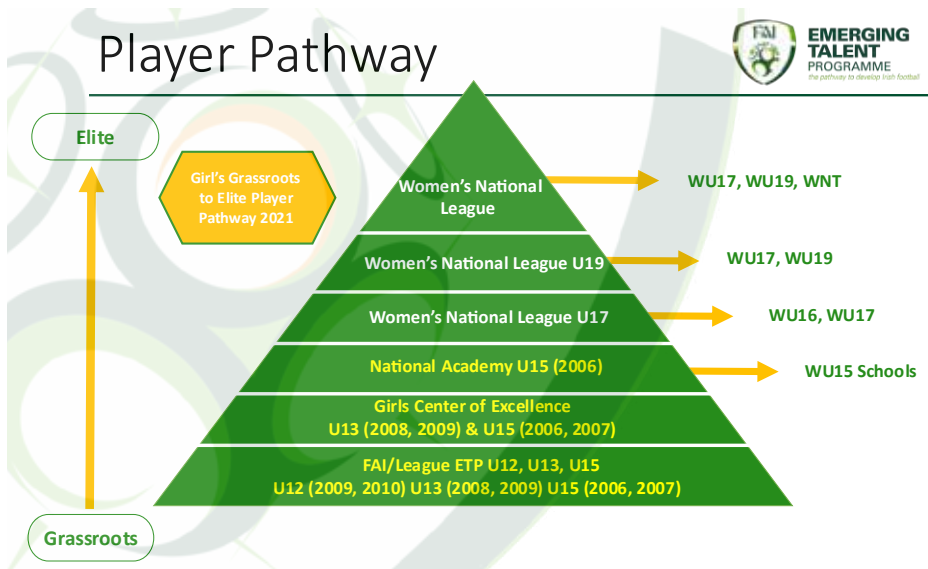 Player Pathway
FAI
EMERGING
TALENT
PROGRAMME
the pathway to develop Irish football
Elite
Girl's Grassroots
to Elite Player
Pathway 2021
Women's National
League
WU17, WU19, WNT
Women's National League U19
WU17, WU19
Women's National League U17
WU16, WU17
National Academy U15 (2006)
WU15 Schools
Girls Center of Excellence
U13 (2008, 2009) & U15 (2006, 2007)
FAI/League ETP U12, U13, U15
U12 (2009, 2010) U13 (2008, 2009) U15 (2006, 2007)
Grassroots